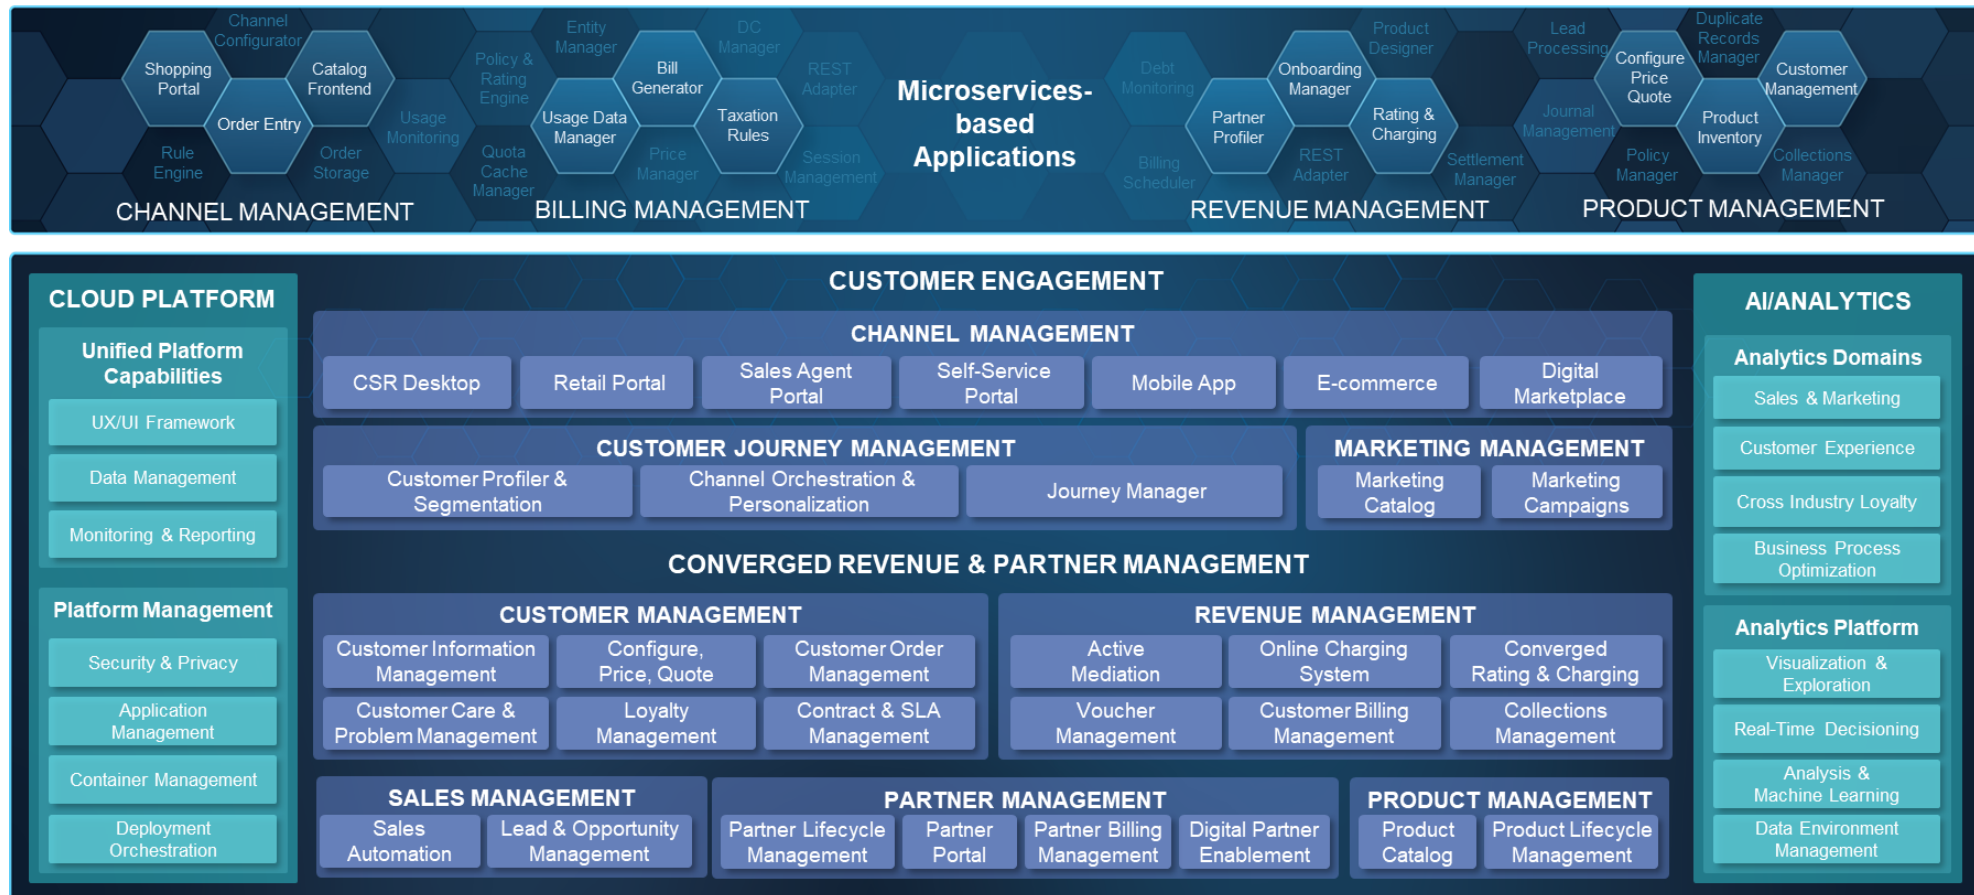 Channel
Configurator
Shopping
Portal
Catalog
Frontend
Order Entry
Usage
Monitoring
Rule
Engine
Order
Storage
CHANNEL MANAGEMENT
Entity
Manager
DC
Manager
Policy &
Rating
Engine
Bill
Generator
REST
Adapter
Usage Data
Manager
Taxation
Rules
Quota
Cache
Manager
Price
Manager
Session
Management
BILLING MANAGEMENT
Microservices-
based
Applications
Product
Designer
Debt
Monitoring
Onboarding
Manager
Partner
Profiler
Rating &
Charging
Billing
Scheduler
REST
Adapter
Settlement
Manager
REVENUE MANAGEMENT
Lead
Processing
Duplicate
Records
Manager
Configure
Price
Quote
Customer
Management
Journal
Management
Product
Inventory
Policy
Manager
Collections
Manager
PRODUCT MANAGEMENT
CLOUD PLATFORM
Unified Platform
Capabilities
UX/UI Framework
Data Management
Monitoring & Reporting
Platform Management
Security & Privacy
Application
Management
Container Management
Deployment
Orchestration
CUSTOMER ENGAGEMENT
CHANNEL MANAGEMENT
CSR Desktop
Retail Portal
Sales Agent
Portal
Self-Service
Portal
Mobile App
E-commerce
Digital
Marketplace
CUSTOMER JOURNEY MANAGEMENT
Customer Profiler &
Segmentation
Channel Orchestration &
Personalization
Journey Manager
MARKETING MANAGEMENT
Marketing
Catalog
Marketing
Campaigns
CONVERGED REVENUE & PARTNER MANAGEMENT
CUSTOMER MANAGEMENT
Customer Information
Management
Configure,
Price, Quote
Customer Order
Management
Customer Care &
Problem Management
Loyalty
Management
Contract & SLA
Management
REVENUE MANAGEMENT
Active
Mediation
Online Charging
System
Converged
Rating & Charging
Voucher
Management
Customer Billing
Management
Collections
Management
SALES MANAGEMENT
Sales
Automation
Lead & Opportunity
Management
PARTNER MANAGEMENT
Partner Lifecycle
Management
Partner
Portal
Partner Billing
Management
Digital Partner
Enablement
PRODUCT MANAGEMENT
Product
Catalog
Product Lifecycle
Management
AI/ANALYTICS
Analytics Domains
Sales & Marketing
Customer Experience
Cross Industry Loyalty
Business Process
Optimization
Analytics Platform
Visualization &
Exploration
Real-Time Decisioning
Analysis &
Machine Learning
Data Environment
Management